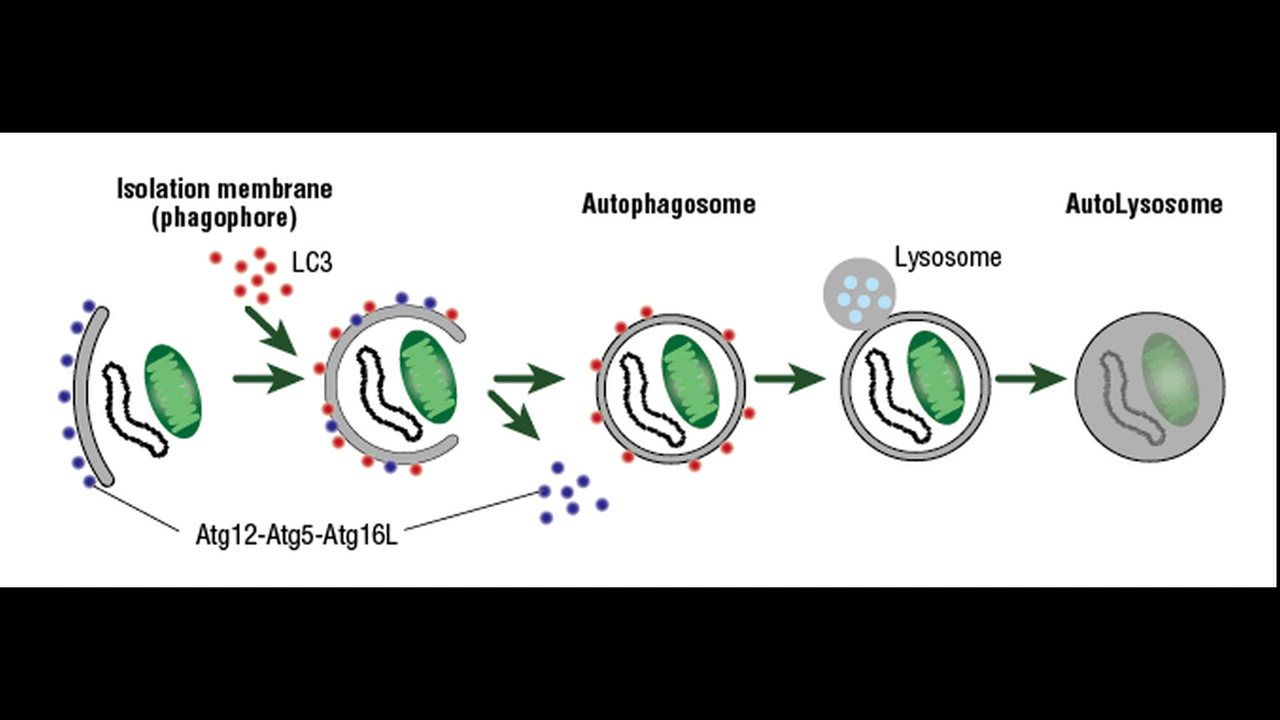 Isolation membrane
(phagophore)
LC3
Autophagosome
Lysosome
AutoLysosome
Atg12-Atg5-Atg16L